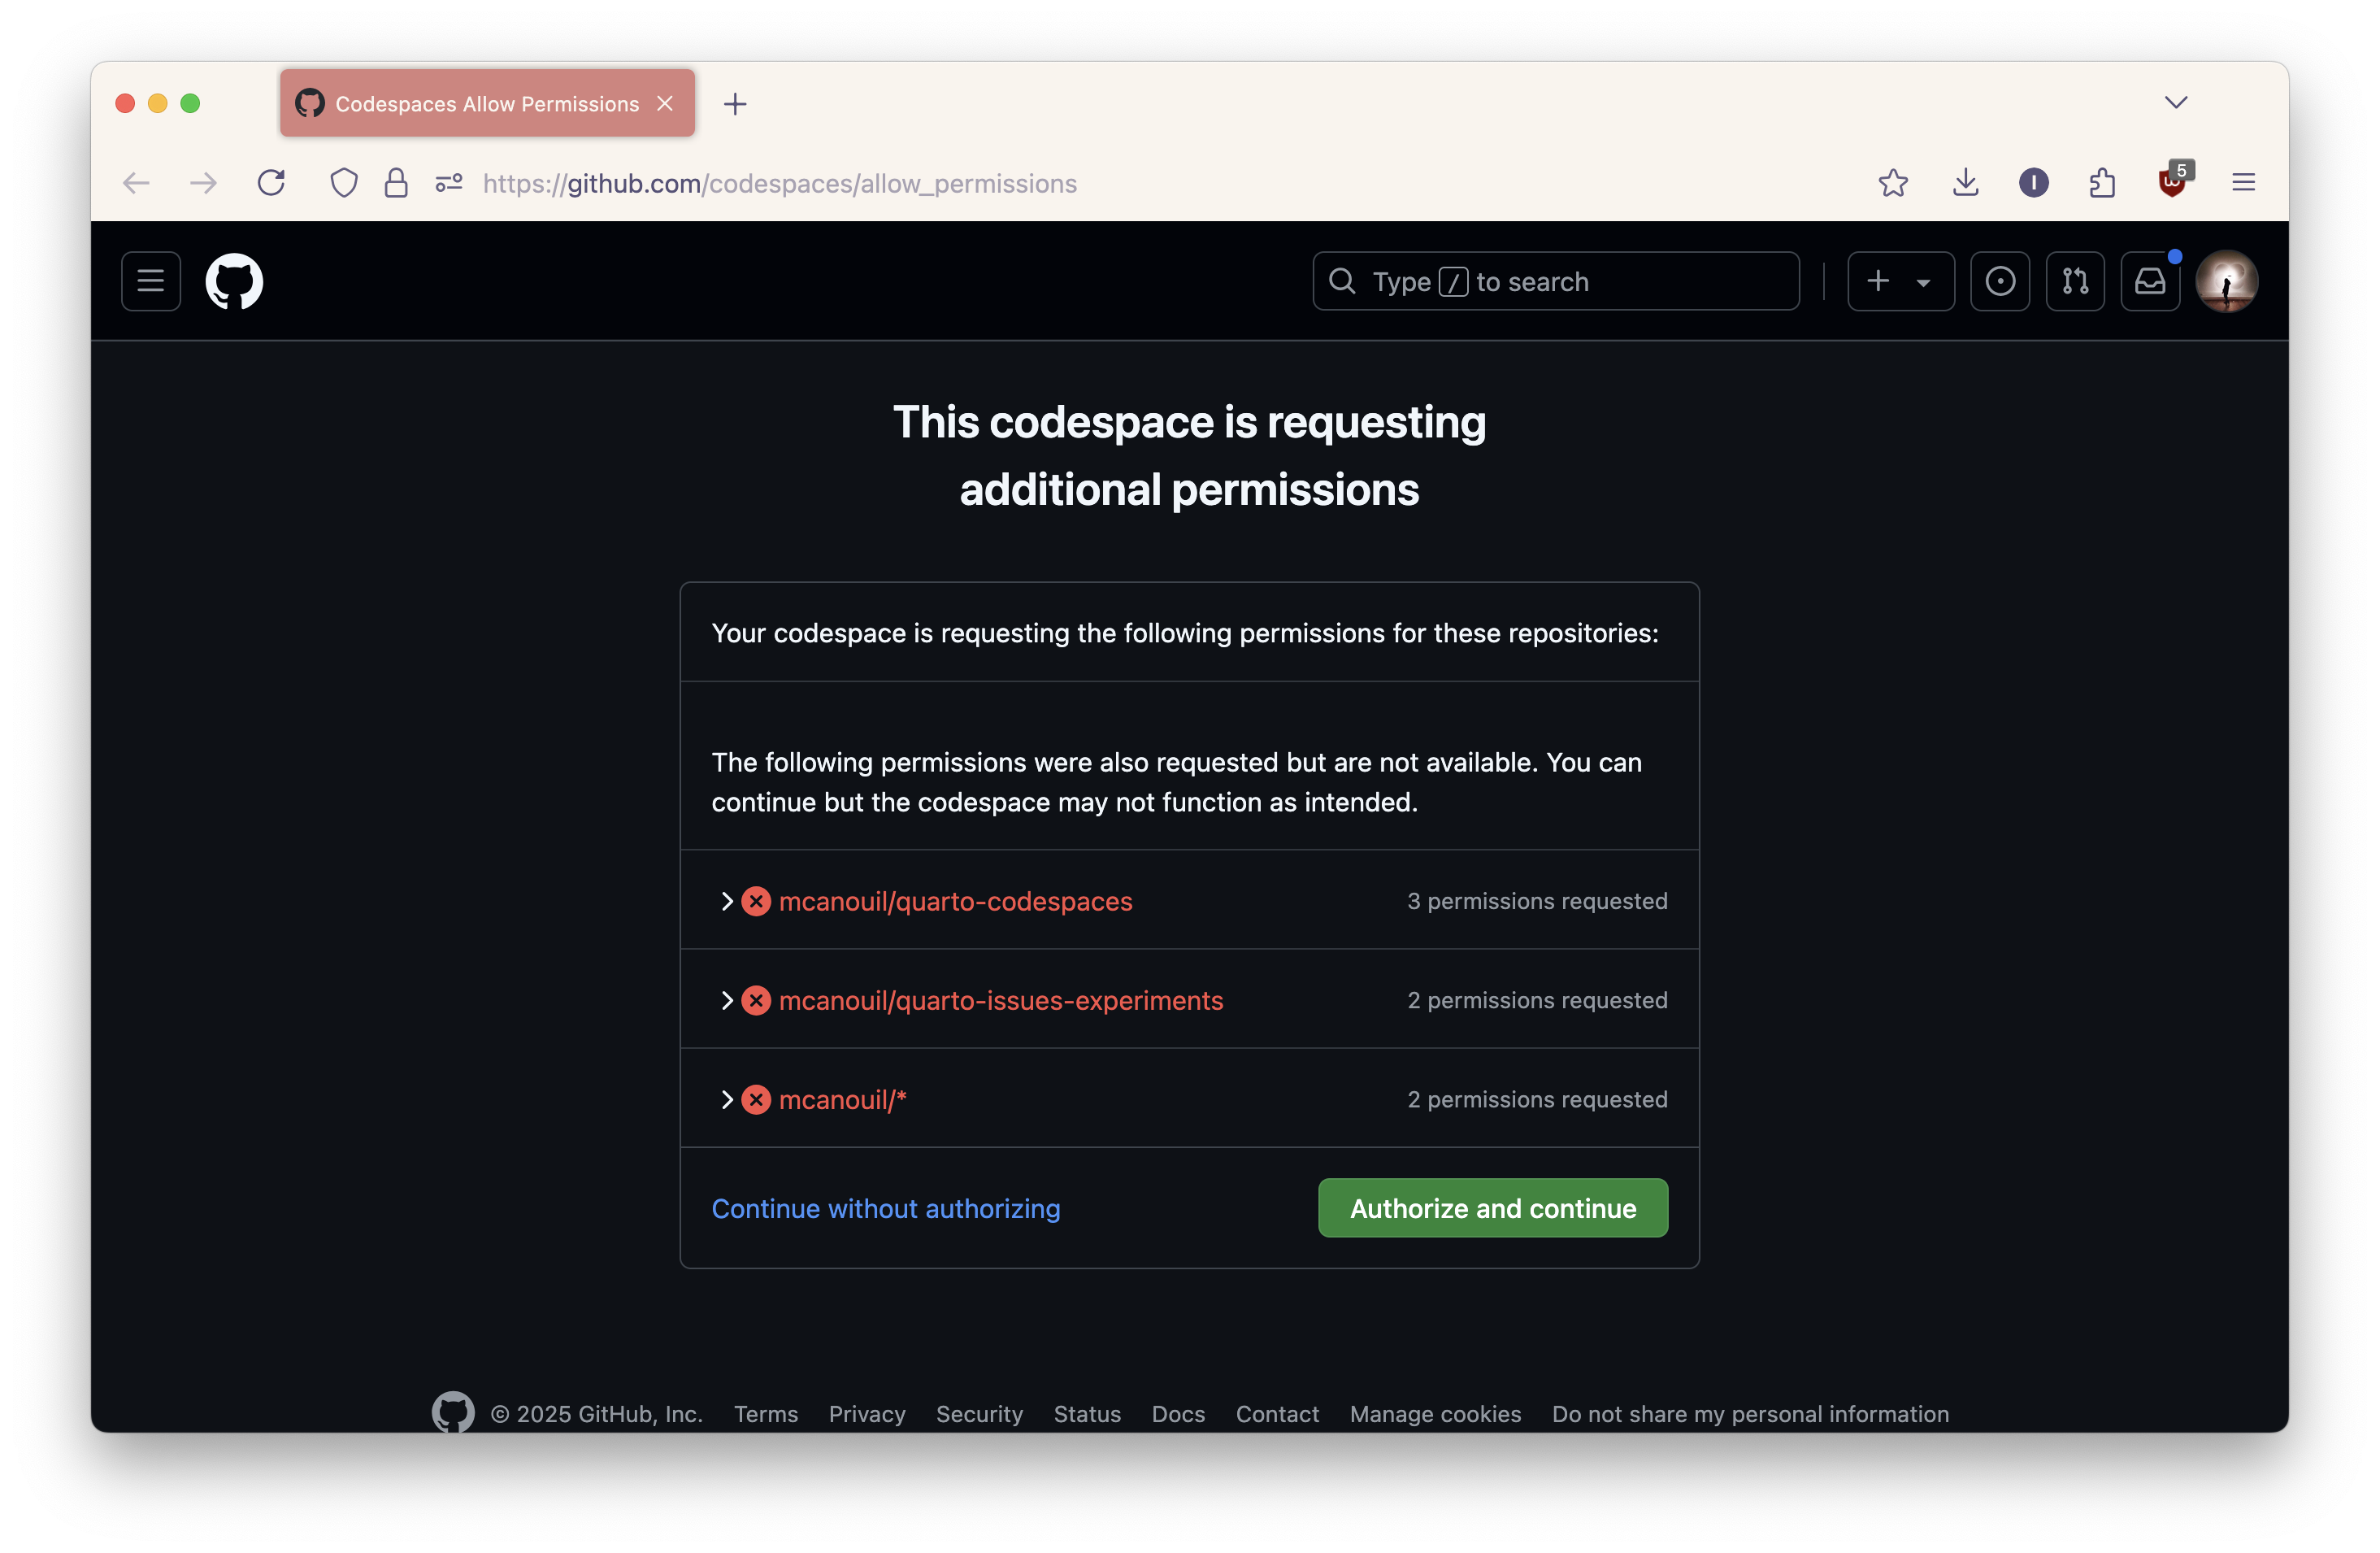 Codespaces Allow Permissions
https://github.com/codespaces/allow_permissions
5
I
Type / to search
This codespace is requesting
additional permissions
Your codespace is requesting the following permissions for these repositories:
The following permissions were also requested but are not available. You can
continue but the codespace may not function as intended.
mcanouil/quarto-codespaces 3 permissions requested
mcanouil/quarto-issues-experiments 2 permissions requested
mcanouil/* 2 permissions requested
Continue without authorizing Authorize and continue
© 2025 GitHub, Inc. Terms Privacy Security Status Docs Contact Manage cookies Do not share my personal information